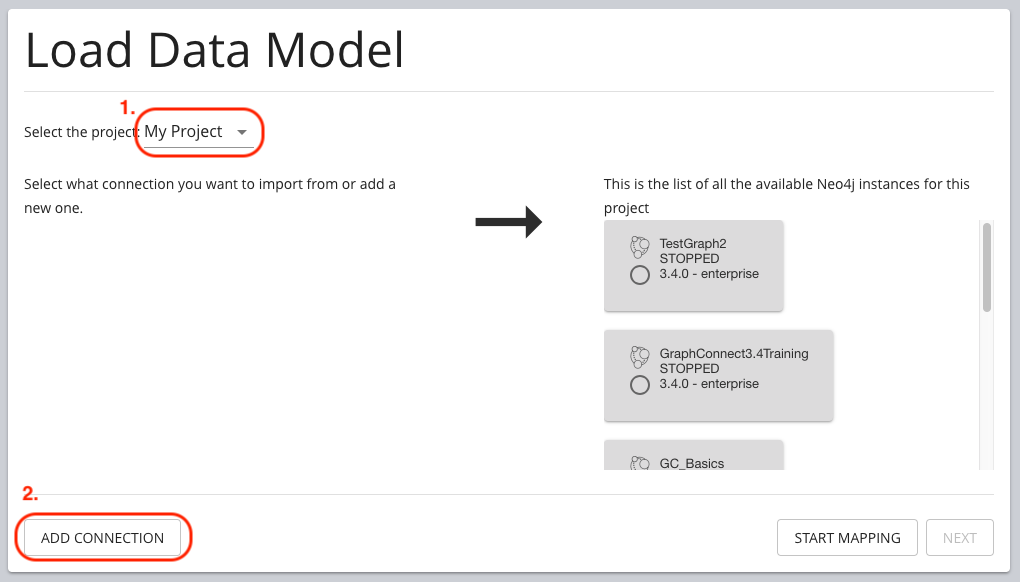 Load Data Model
1.
Select the project: My Project
Select what connection you want to import from or add a
new one.
This is the list of all the available Neo4j instances for this
project
TestGraph2
STOPPED
3.4.0 - enterprise
GraphConnect3.4Training
STOPPED
3.4.0 - enterprise
GC_Basics
2.
ADD CONNECTION
START MAPPING
NEXT